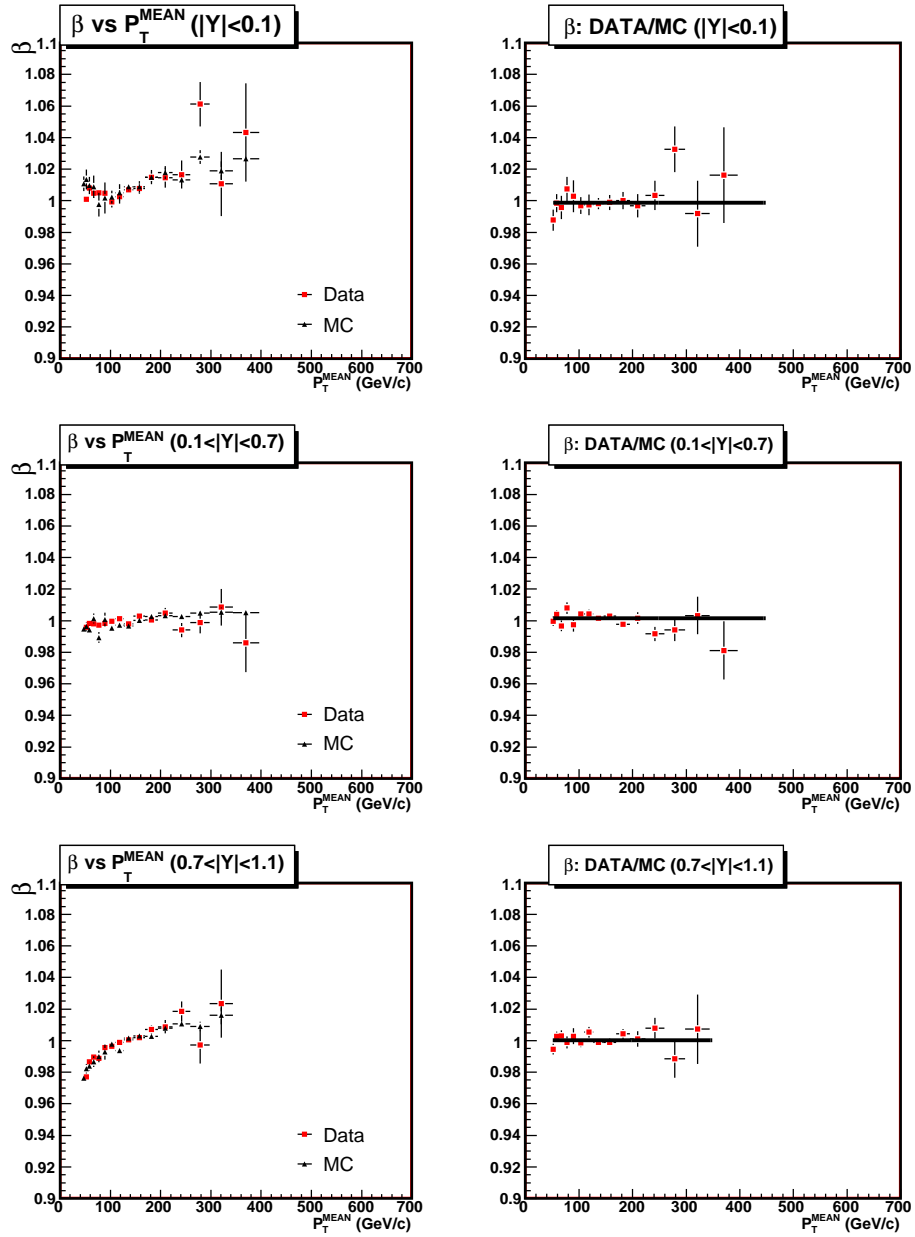 β vs P_T^MEAN (|Y|<0.1)
β
1.1
1.08
1.06
1.04
1.02
1
0.98
0.96
0.94
0.92
0.9
Data
MC
0 100 200 300 400 500 600 700
P_T^MEAN (GeV/c)
β: DATA/MC (|Y|<0.1)
1.1
1.08
1.06
1.04
1.02
1
0.98
0.96
0.94
0.92
0.9
0 100 200 300 400 500 600 700
P_T^MEAN (GeV/c)
β vs P_T^MEAN (0.1<|Y|<0.7)
β
1.1
1.08
1.06
1.04
1.02
1
0.98
0.96
0.94
0.92
0.9
Data
MC
0 100 200 300 400 500 600 700
P_T^MEAN (GeV/c)
β: DATA/MC (0.1<|Y|<0.7)
1.1
1.08
1.06
1.04
1.02
1
0.98
0.96
0.94
0.92
0.9
0 100 200 300 400 500 600 700
P_T^MEAN (GeV/c)
β vs P_T^MEAN (0.7<|Y|<1.1)
β
1.1
1.08
1.06
1.04
1.02
1
0.98
0.96
0.94
0.92
0.9
Data
MC
0 100 200 300 400 500 600 700
P_T^MEAN (GeV/c)
β: DATA/MC (0.7<|Y|<1.1)
1.1
1.08
1.06
1.04
1.02
1
0.98
0.96
0.94
0.92
0.9
0 100 200 300 400 500 600 700
P_T^MEAN (GeV/c)